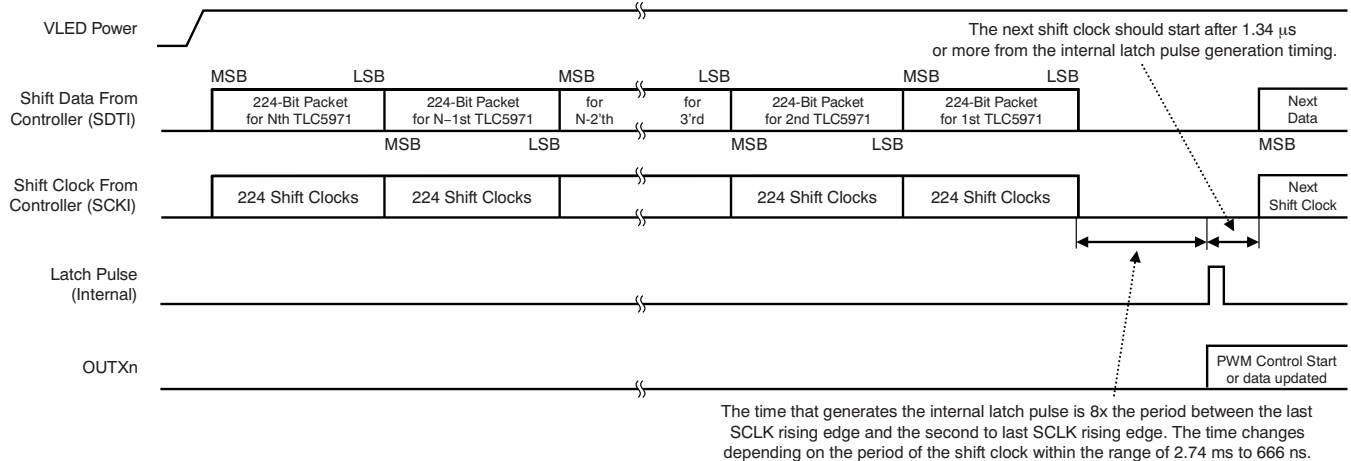 VLED Power
The next shift clock should start after 1.34 μs
or more from the internal latch pulse generation timing.
MSB LSB MSB LSB MSB LSB
Shift Data From
Controller (SDTI)
224-Bit Packet
for Nth TLC5971
224-Bit Packet
for N–1st TLC5971
for
N-2'th
for
3'rd
224-Bit Packet
for 2nd TLC5971
224-Bit Packet
for 1st TLC5971
Next
Data
MSB LSB MSB LSB MSB
Shift Clock From
Controller (SCKI)
224 Shift Clocks
224 Shift Clocks
224 Shift Clocks
224 Shift Clocks
Next
Shift Clock
Latch Pulse
(Internal)
OUTXn
PWM Control Start
or data updated
The time that generates the internal latch pulse is 8x the period between the last
SCLK rising edge and the second to last SCLK rising edge. The time changes
depending on the period of the shift clock within the range of 2.74 ms to 666 ns.